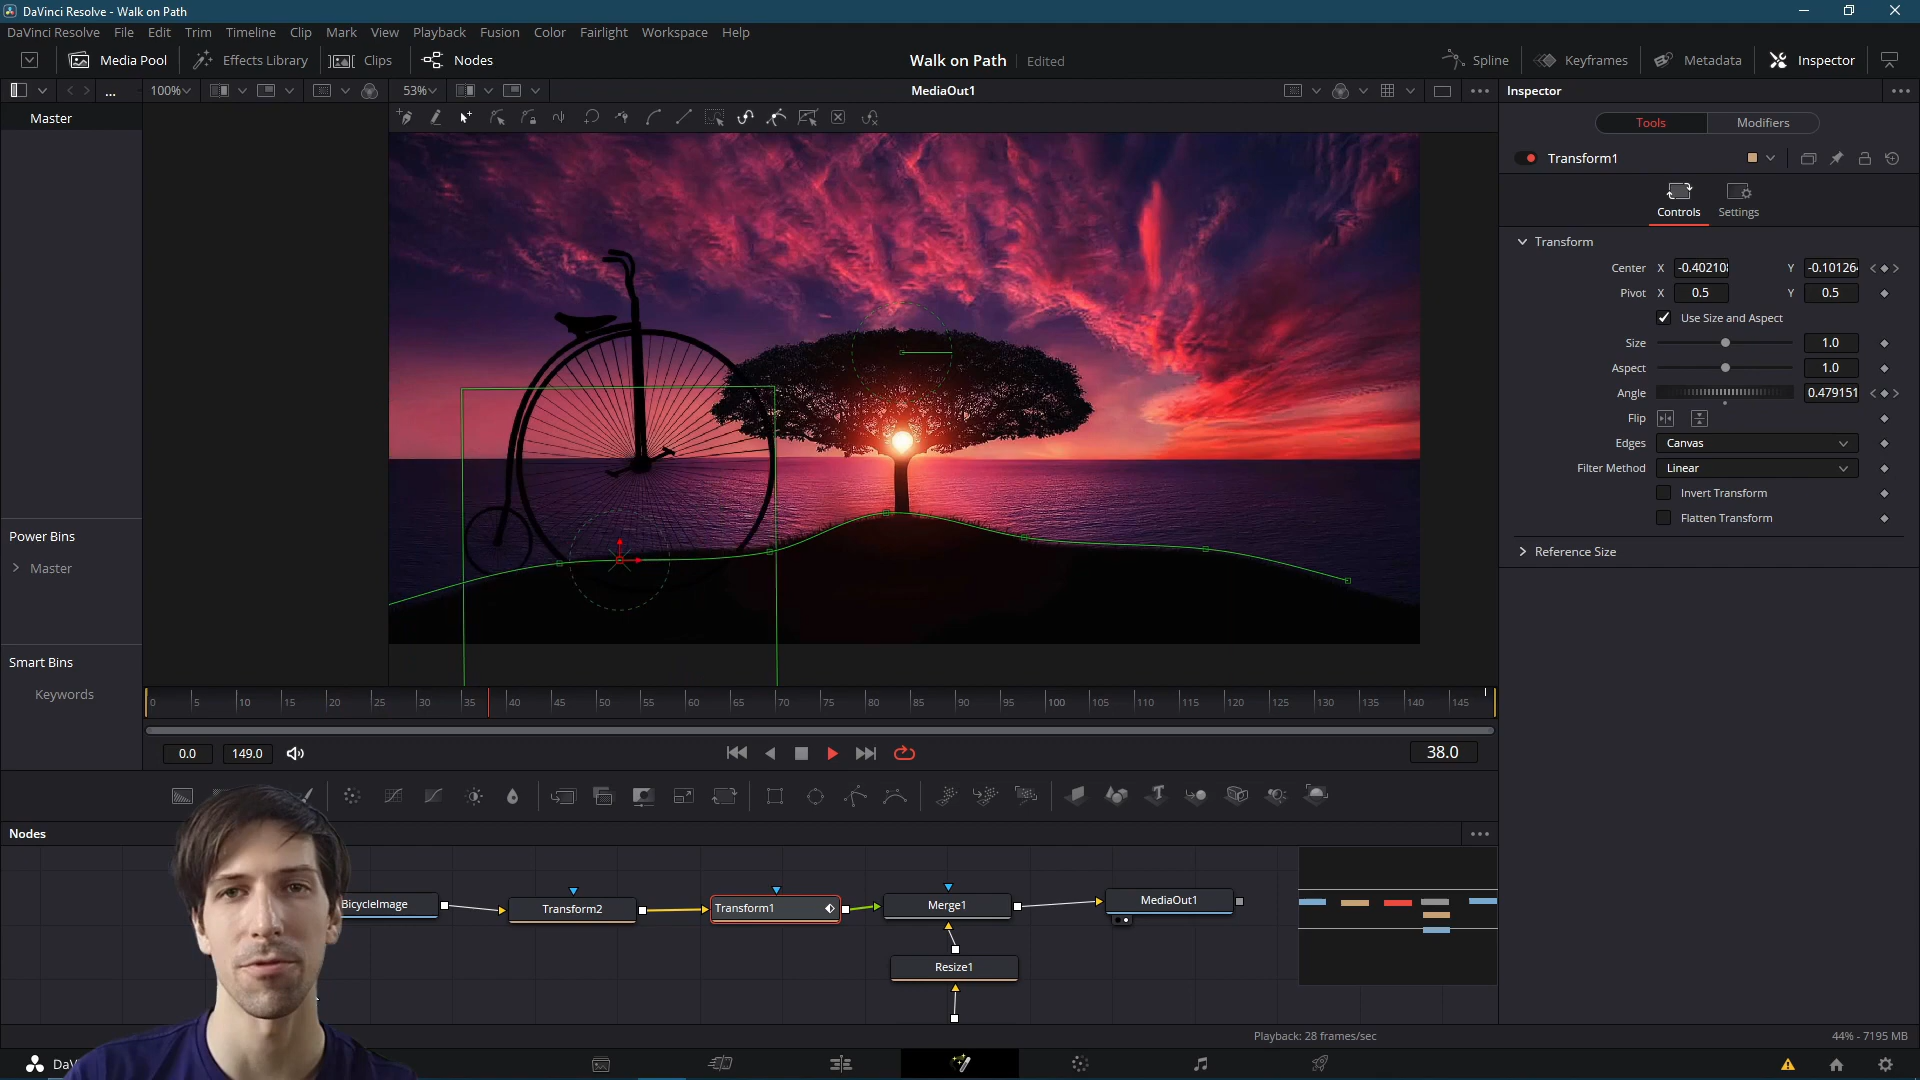 DaVinci Resolve - Walk on Path
DaVinci Resolve File Edit Trim Timeline Clip Mark View Playback Fusion Color Fairlight Workspace Help
Media Pool Effects Library Clips Nodes Walk on Path Edited Spline Keyframes Metadata Inspector
... 100% 53% MediaOut1 Inspector
Master
Tools Modifiers
Transform1
Controls Settings
Transform
Center X -0.40210 Y -0.10126
Pivot X 0.5 Y 0.5
Use Size and Aspect
Size 1.0
Aspect 1.0
Angle 0.479151
Flip
Edges Canvas
Filter Method Linear
Invert Transform
Flatten Transform
Reference Size
Power Bins
Master
Smart Bins
Keywords
0 5 10 15 20 25 30 35 40 45 50 55 60 65 70 75 80 85 90 95 100 105 110 115 120 125 130 135 140 145
0.0 149.0 38.0
Nodes
BicycleImage Transform2 Transform1 Merge1 MediaOut1
Resize1
Playback: 28 frames/sec 44% - 7195 MB